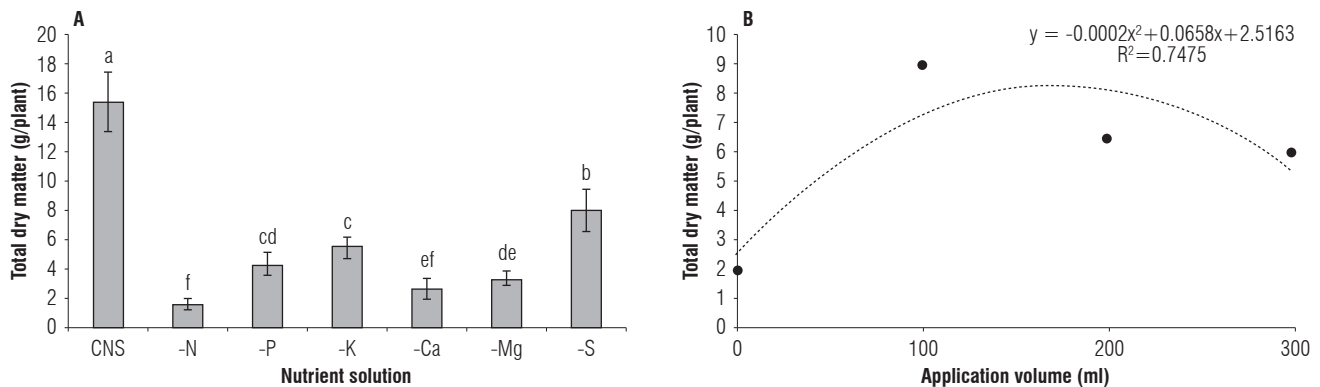 A
Total dry matter (g/plant)
20
18
16
14
12
10
8
6
4
2
0
a
f
cd
c
ef
de
b
CNS
-N
-P
-K
-Ca
-Mg
-S
Nutrient solution
B
y = -0.0002x²+0.0658x+2.5163
R²=0.7475
Total dry matter (g/plant)
10
9
8
7
6
5
4
3
2
1
0
0
100
200
300
Application volume (ml)